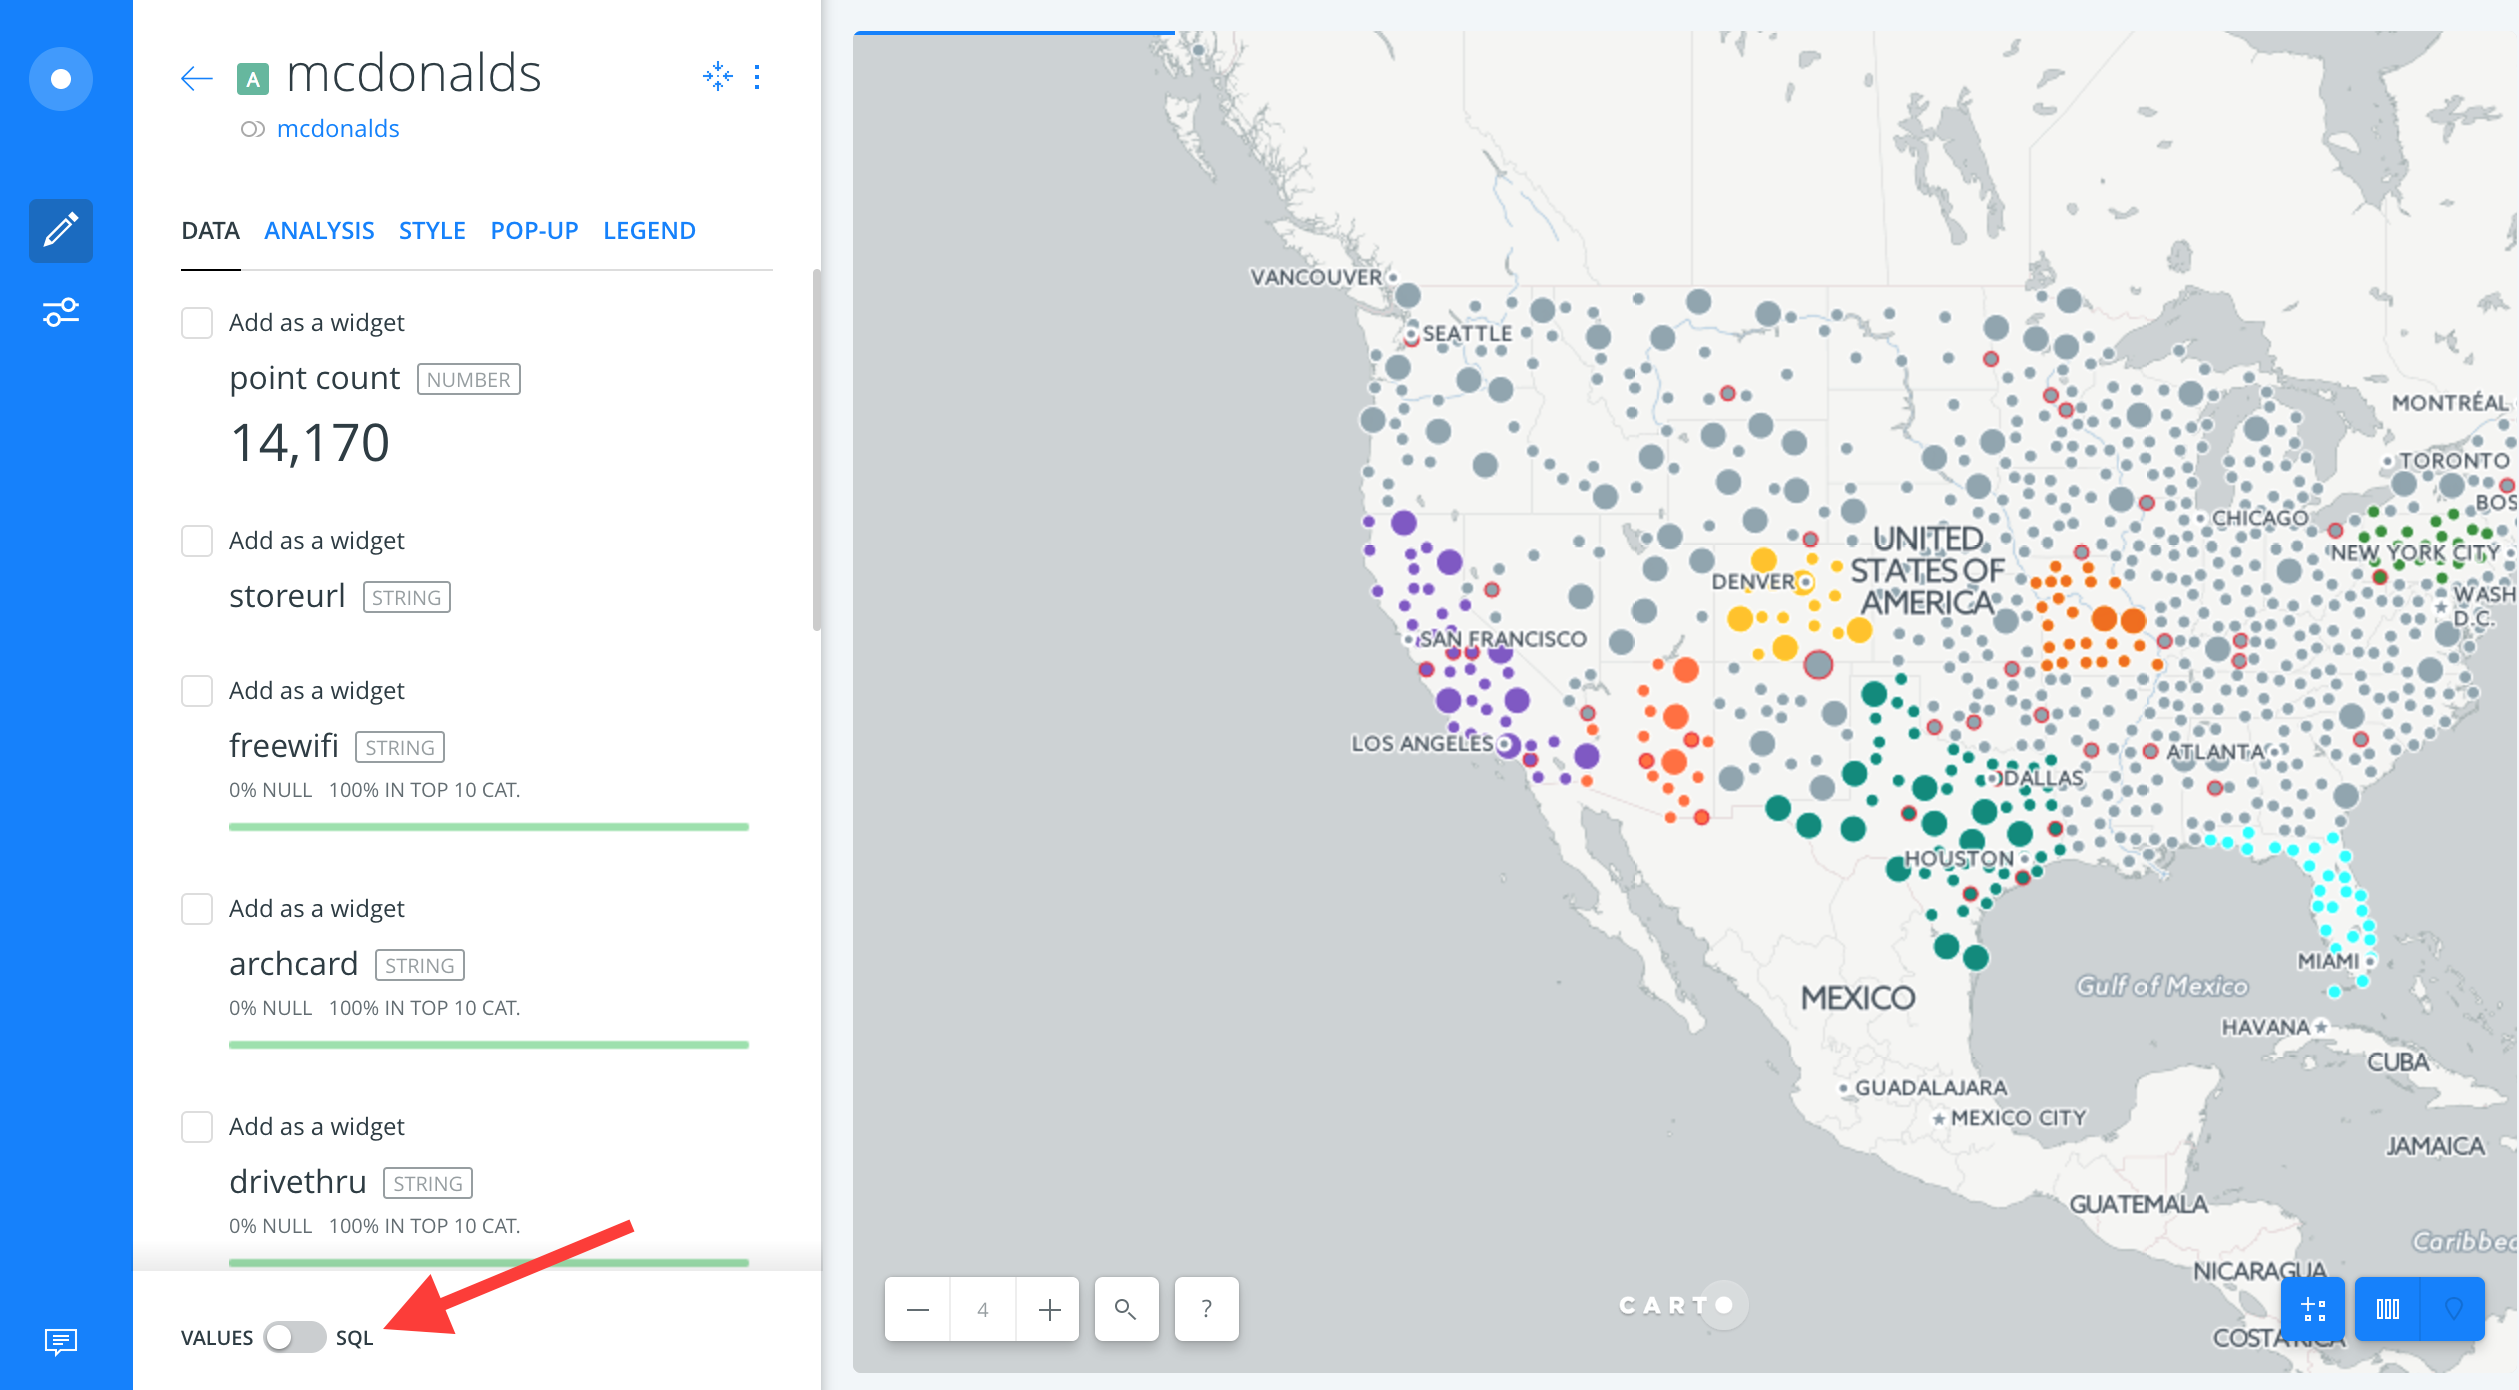 A mcdonalds
mcdonalds
DATA ANALYSIS STYLE POP-UP LEGEND
Add as a widget
point count NUMBER
14,170
Add as a widget
storeurl STRING
Add as a widget
freewifi STRING
0% NULL 100% IN TOP 10 CAT.
Add as a widget
archcard STRING
0% NULL 100% IN TOP 10 CAT.
Add as a widget
drivethru STRING
0% NULL 100% IN TOP 10 CAT.
VALUES SQL
VANCOUVER
SEATTLE
MONTRÉAL
TORONTO
BOS
CHICAGO
NEW YORK CITY
UNITED
STATES OF
AMERICA
DENVER
WASH
D.C.
SAN FRANCISCO
LOS ANGELES
ATLANTA
DALLAS
HOUSTON
MIAMI
Gulf of Mexico
MEXICO
HAVANA
CUBA
GUADALAJARA
MEXICO CITY
JAMAICA
GUATEMALA
Caribbea
NICARAGUA
COSTA RICA
4
?
CARTO